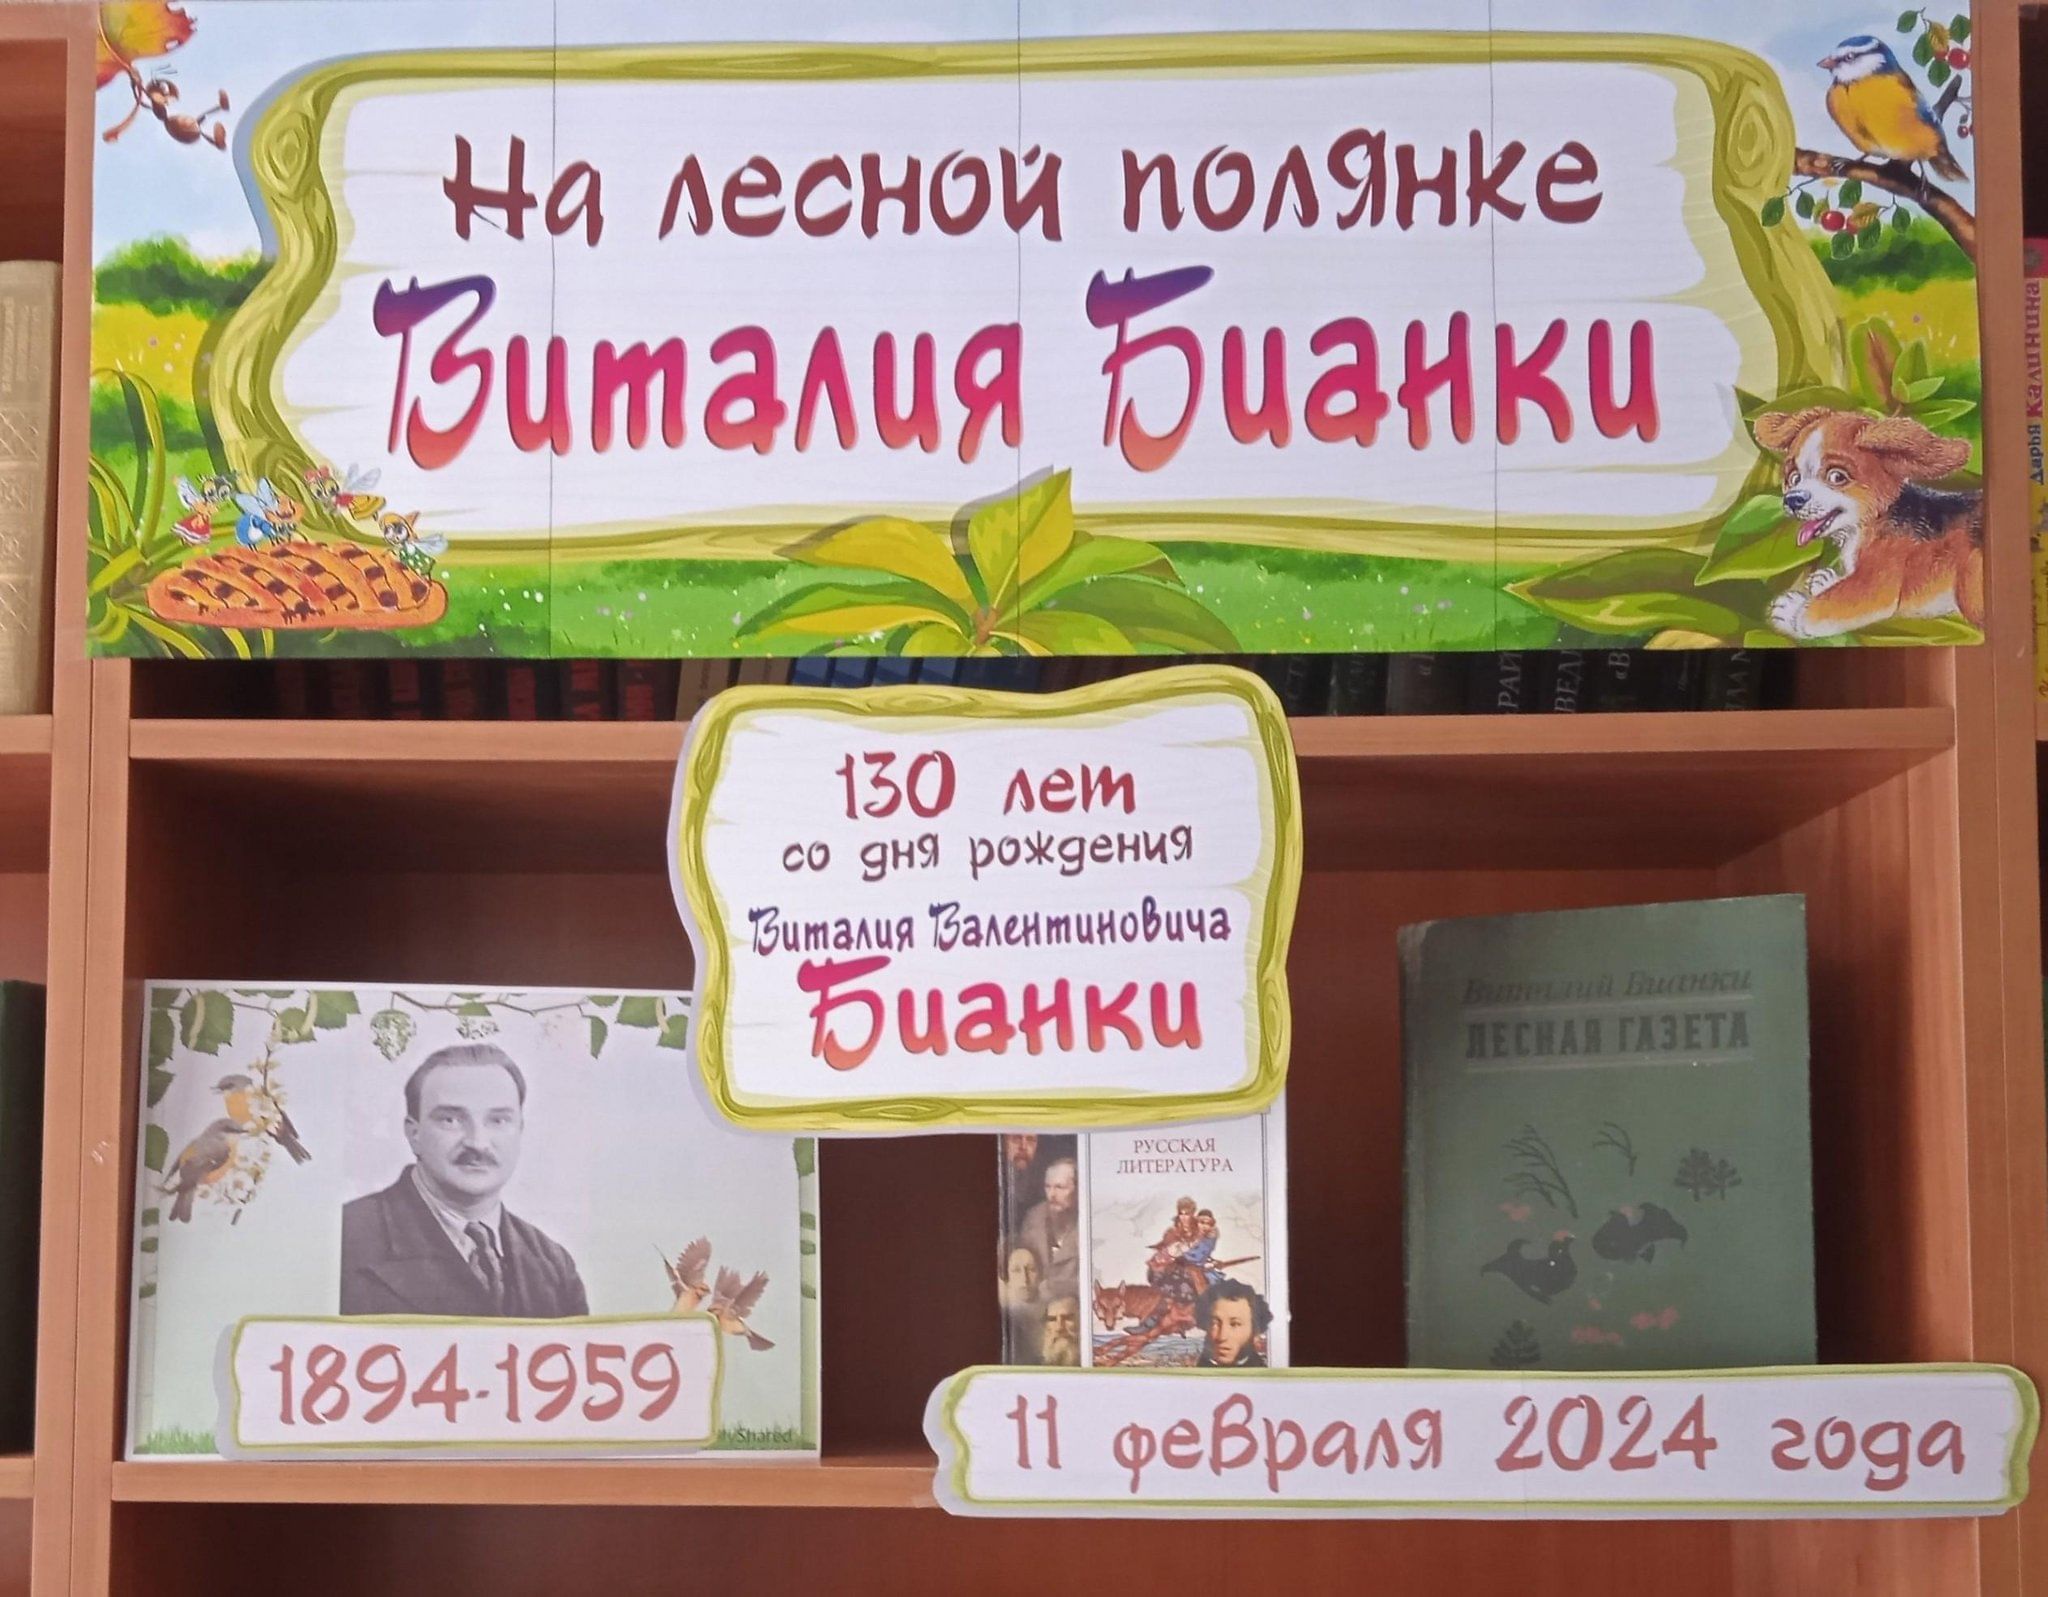 На лесной полянке
Виталия Бианки
130 лет
со дня рождения
Виталия Валентиновича
Бианки
Виталий Бианки
ЛЕСНАЯ ГАЗЕТА
РУССКАЯ
ЛИТЕРАТУРА
1894-1959
Shared
11 февраля 2024 года
Дарья Калинина